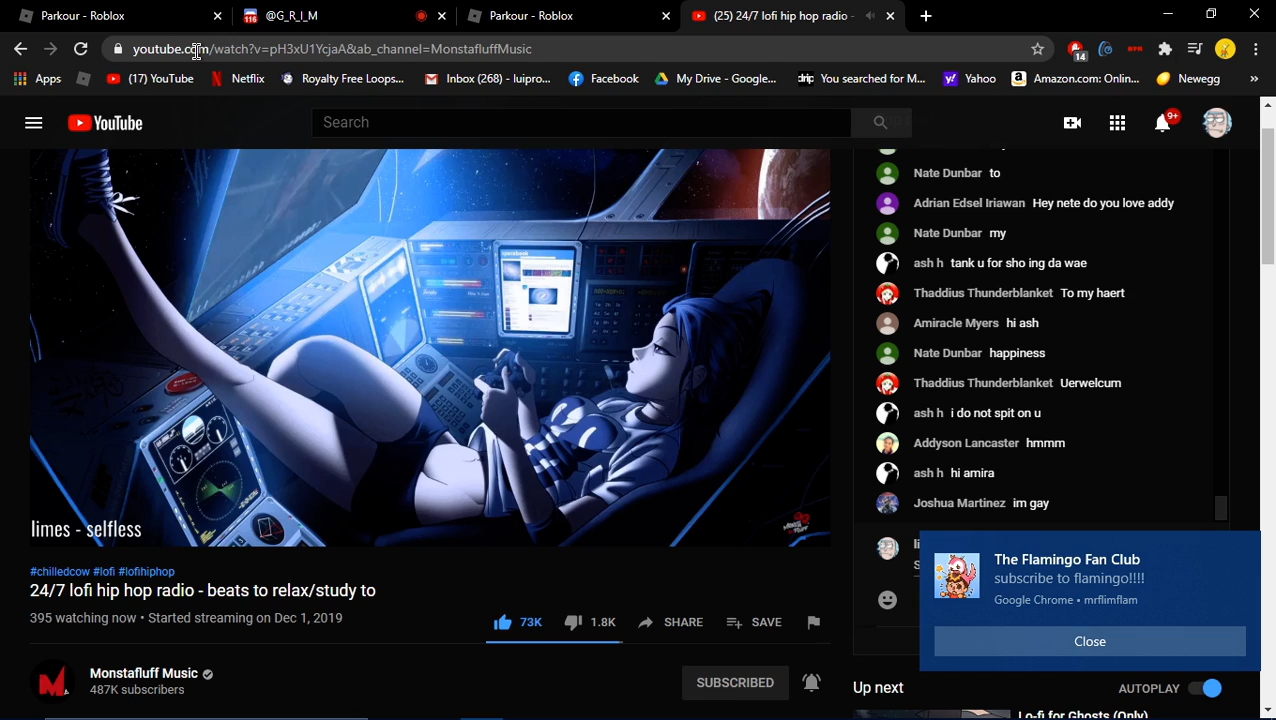 Parkour - Roblox
116
@G_R_I_M
Parkour - Roblox
(25) 24/7 lofi hip hop radio -
youtube.com/watch?v=pH3xU1YcjaA&ab_channel=MonstafluffMusic
14
Apps
(17) YouTube
Netflix
Royalty Free Loops...
Inbox (268) - luipro...
Facebook
My Drive - Google...
You searched for M...
Yahoo
Amazon.com: Onlin...
Newegg
»
YouTube
Search
9+
Nate Dunbar to
Adrian Edsel Iriawan Hey nete do you love addy
Nate Dunbar my
ash h tank u for sho ing da wae
Thaddius Thunderblanket To my haert
Amiracle Myers hi ash
Nate Dunbar happiness
Thaddius Thunderblanket Uerwelcum
ash h i do not spit on u
Addyson Lancaster hmmm
ash h hi amira
Joshua Martinez im gay
limes - selfless
The Flamingo Fan Club
subscribe to flamingo!!!!
Google Chrome • mrflimflam
Close
#chilledcow #lofi #lofihiphop
24/7 lofi hip hop radio - beats to relax/study to
395 watching now • Started streaming on Dec 1, 2019
73K
1.8K
SHARE
SAVE
Monstafluff Music
487K subscribers
SUBSCRIBED
Up next
AUTOPLAY
Lo-fi for Ghosts (Only)